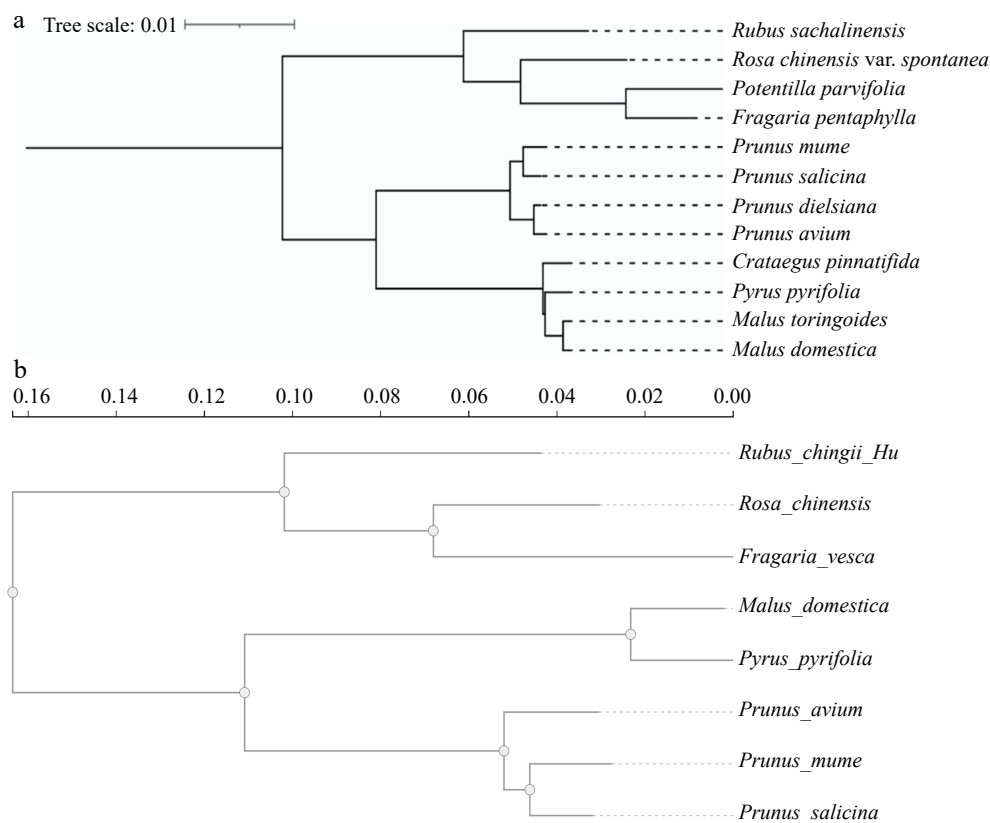 a
Tree scale: 0.01
Rubus sachalinensis
Rosa chinensis var. spontanea
Potentilla parvifolia
Fragaria pentaphylla
Prunus mume
Prunus salicina
Prunus dielsiana
Prunus avium
Crataegus pinnatifida
Pyrus pyrifolia
Malus toringoides
Malus domestica
b
0.16 0.14 0.12 0.10 0.08 0.06 0.04 0.02 0.00
Rubus_chingii_Hu
Rosa_chinensis
Fragaria_vesca
Malus_domestica
Pyrus_pyrifolia
Prunus_avium
Prunus_mume
Prunus_salicina